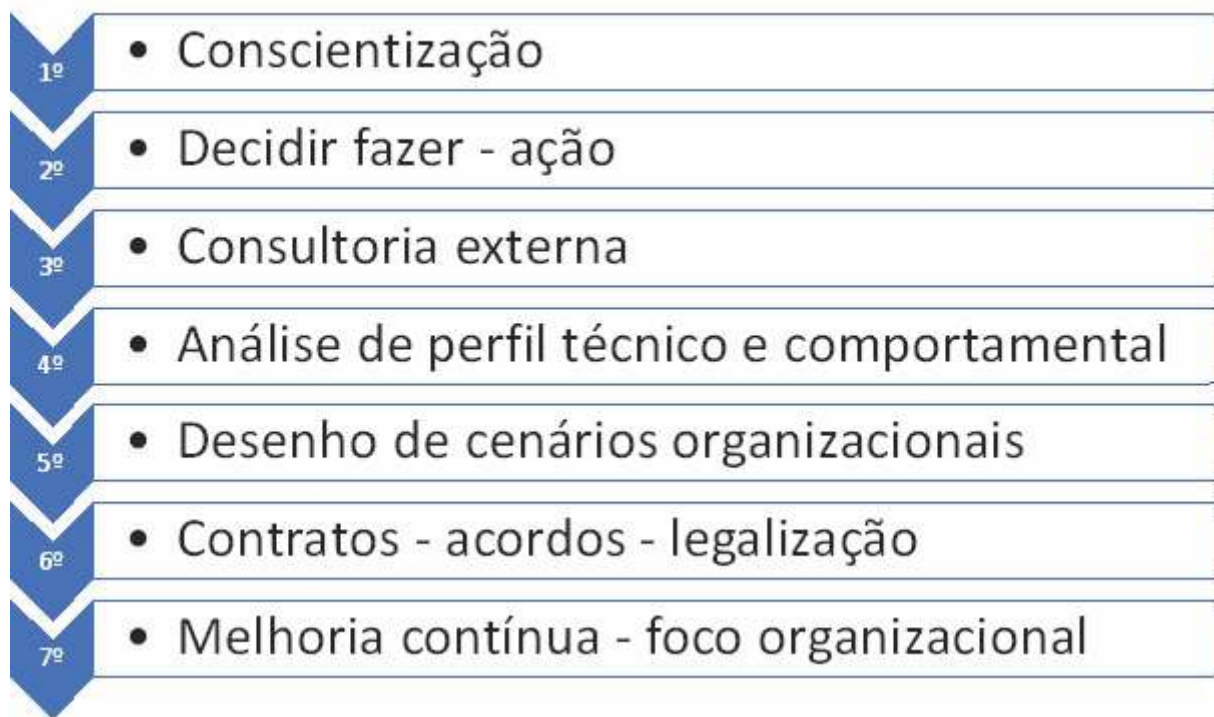 1º
• Conscientização
2º
• Decidir fazer - ação
3º
• Consultoria externa
4º
• Análise de perfil técnico e comportamental
5º
• Desenho de cenários organizacionais
6º
• Contratos - acordos - legalização
7º
• Melhoria contínua - foco organizacional